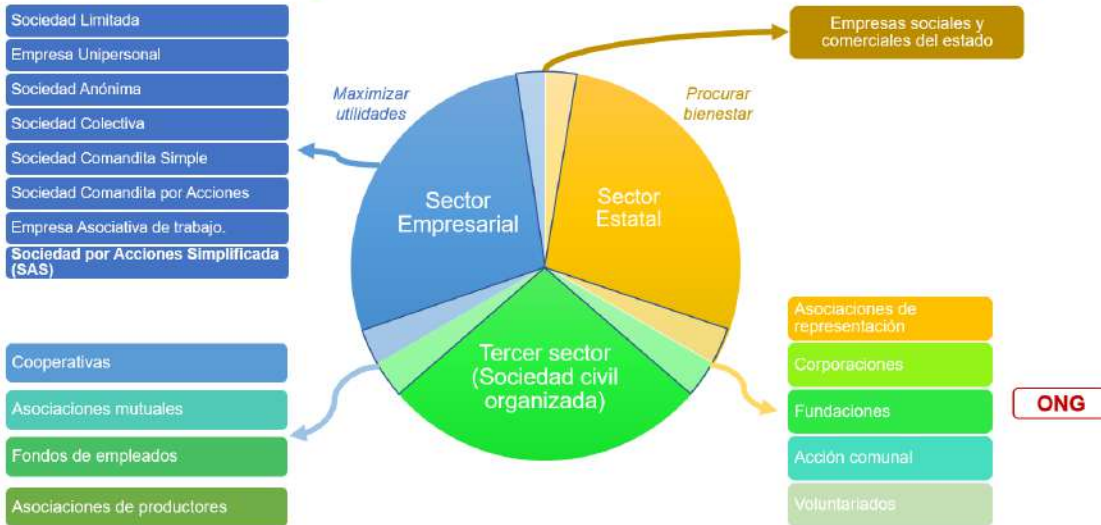 Sociedad Limitada
Empresa Unipersonal
Sociedad Anónima
Sociedad Colectiva
Sociedad Comandita Simple
Sociedad Comandita por Acciones
Empresa Asociativa de trabajo.
Sociedad por Acciones Simplificada
(SAS)
Maximizar
utilidades
Empresas sociales y
comerciales del estado
Procurar
bienestar
Sector
Empresarial
Sector
Estatal
Tercer sector
(Sociedad civil
organizada)
Cooperativas
Asociaciones mutuales
Fondos de empleados
Asociaciones de productores
Asociaciones de
representación
Corporaciones
Fundaciones
Acción comunal
Voluntariados
ONG